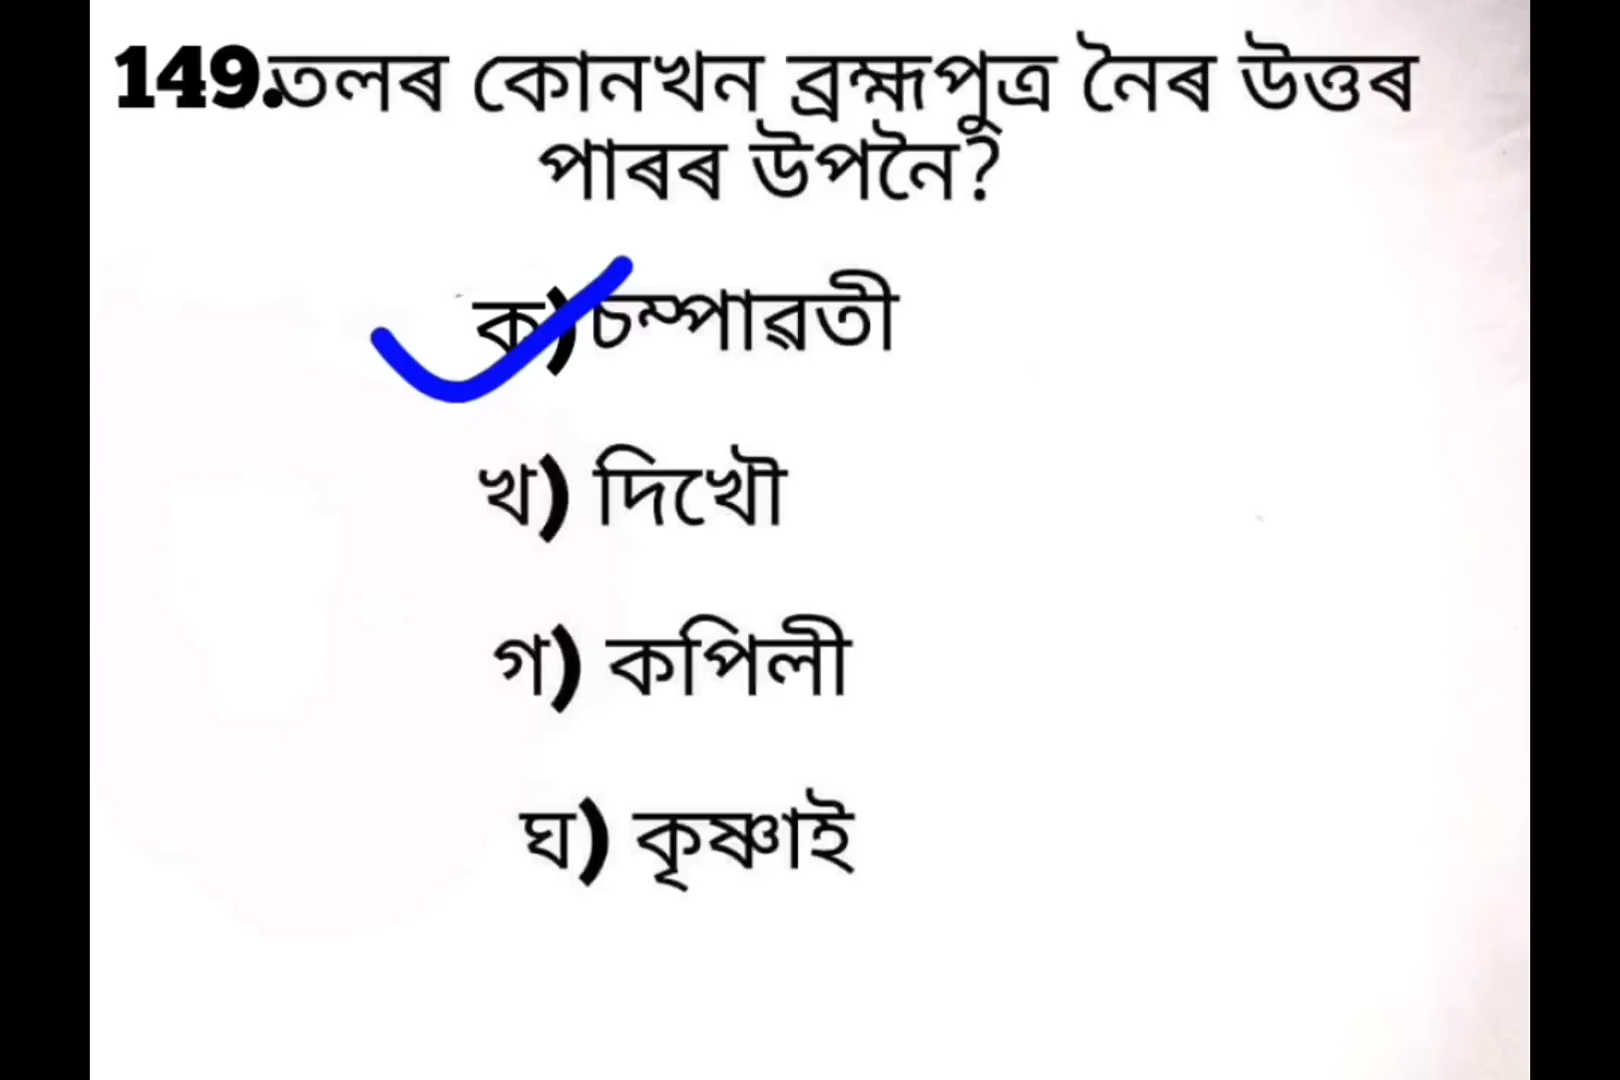 149.তলৰ কোনখন ব্ৰহ্মপুত্ৰ নৈৰ উত্তৰ
পাৰৰ উপনৈ?
ক)চম্পাৱতী
খ) দিখৌ
গ) কপিলী
ঘ) কৃষ্ণাই